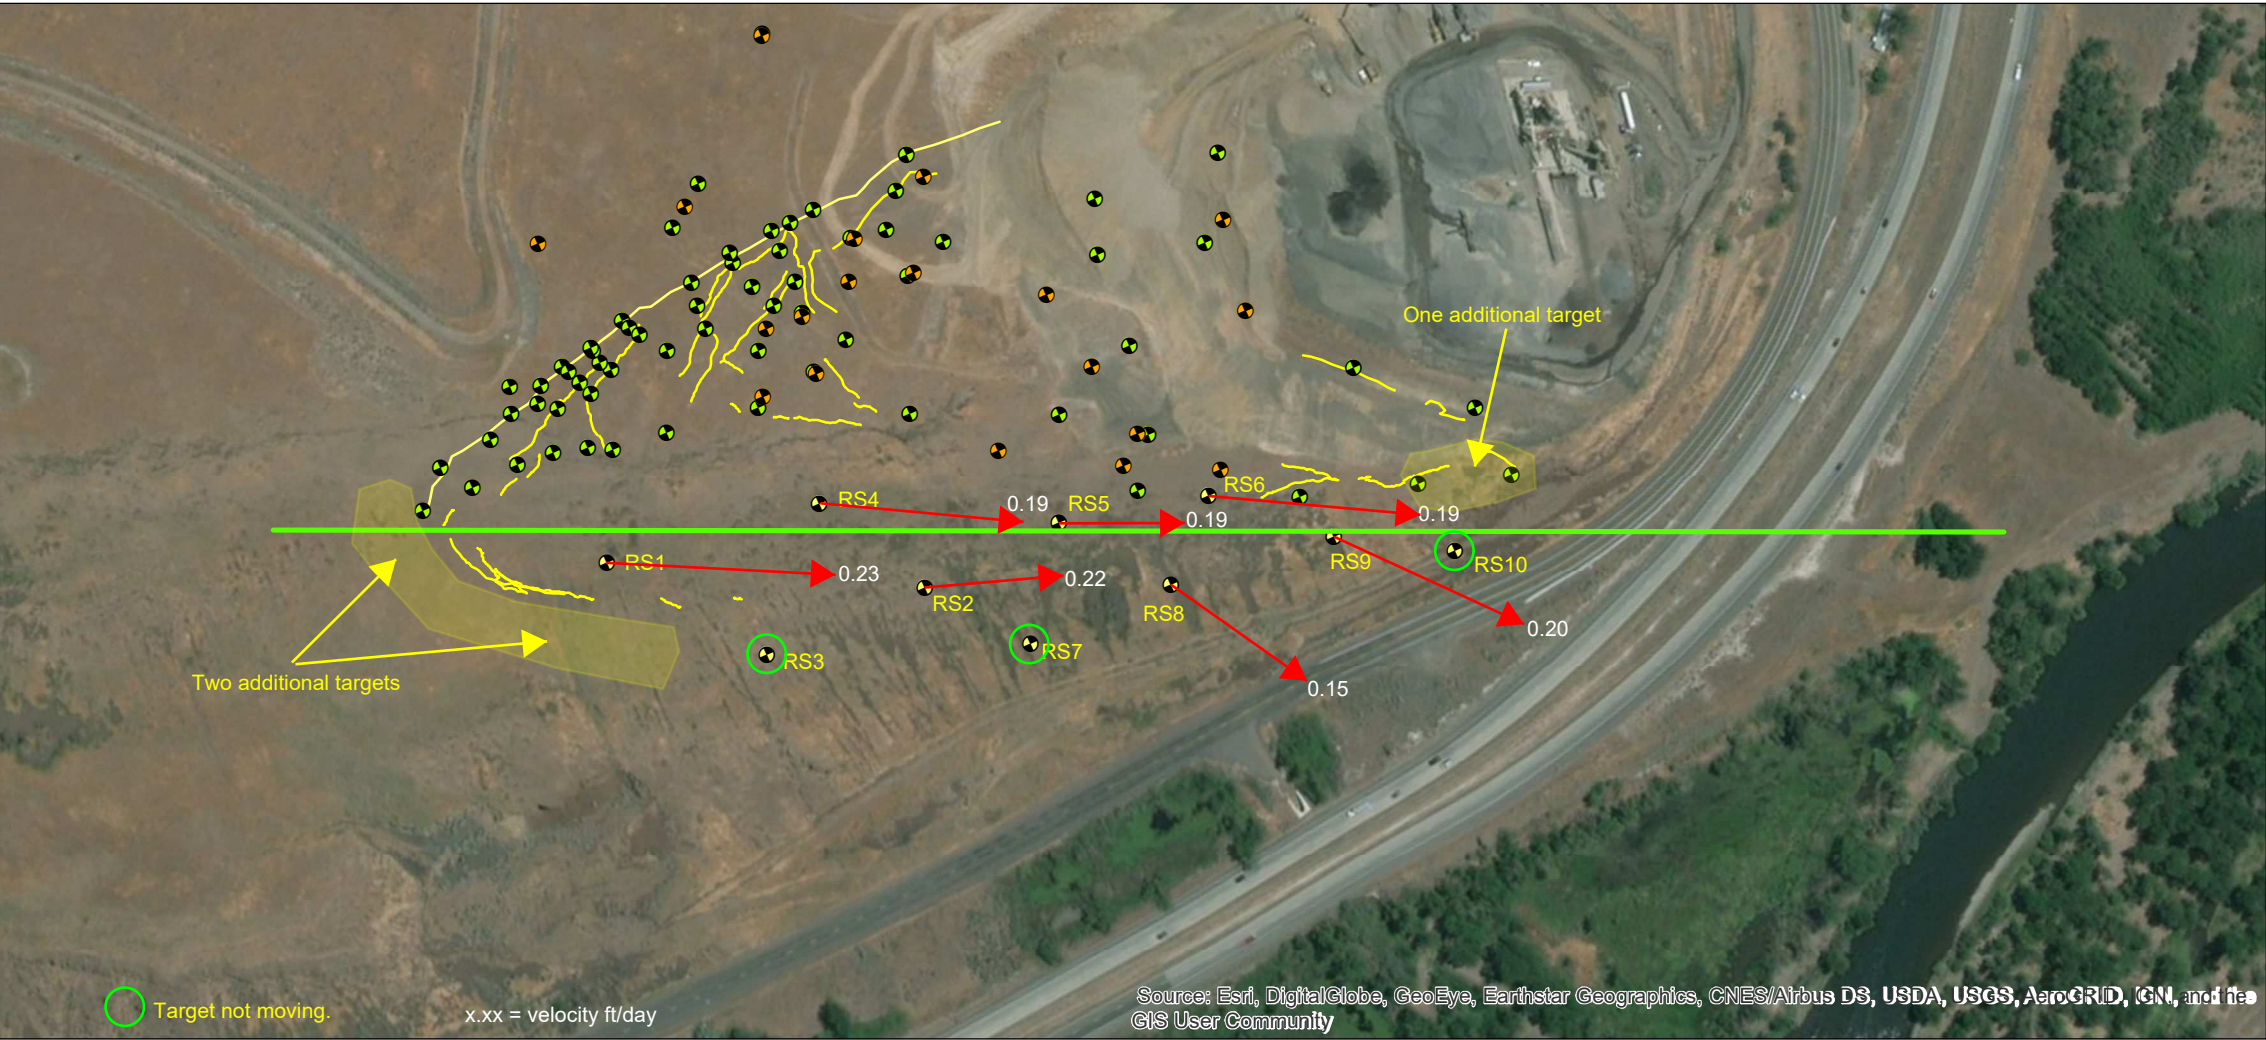 One additional target
RS4
0.19
RS5
0.19
RS6
0.19
RS1
0.23
RS2
0.22
RS9
RS10
RS8
0.20
RS3
RS7
0.15
Two additional targets
Target not moving.
x.xx = velocity ft/day
Source: Esri, DigitalGlobe, GeoEye, Earthstar Geographics, CNES/Airbus DS, USDA, USGS, AeroGRID, IGN, and the
GIS User Community